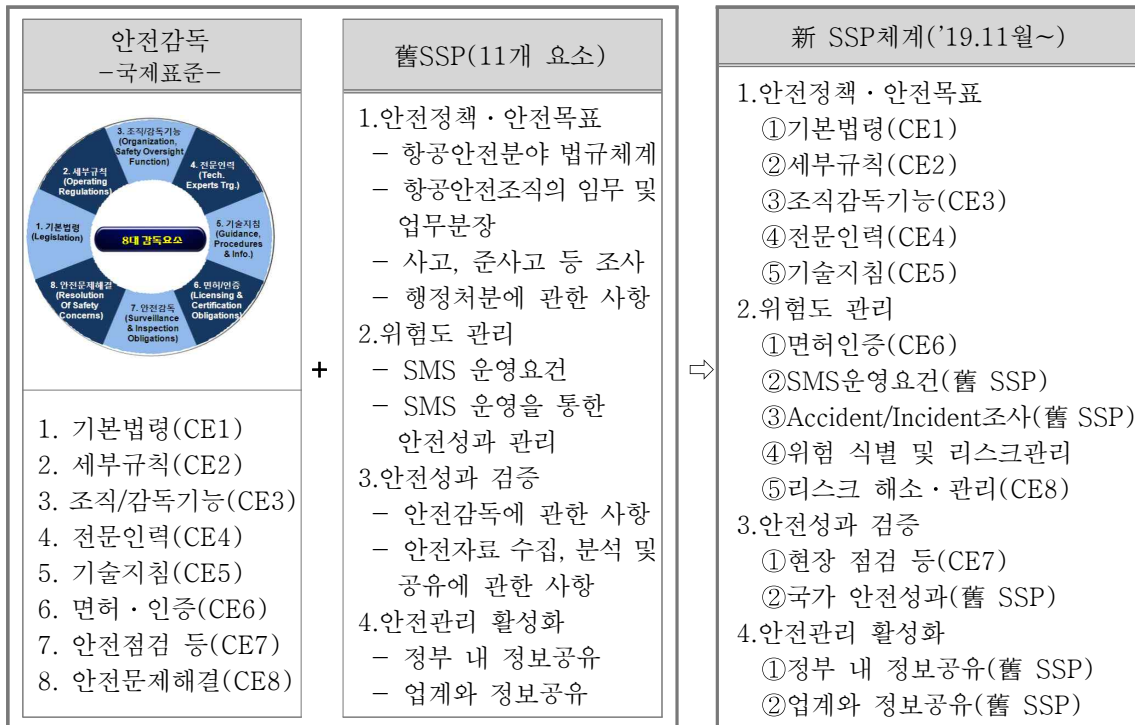 안전감독
-국제표준-
3. 조직/감독기능
(Organization,
Safety Oversight
Function)
4. 전문인력
(Tech.
Experts Trg.)
5. 기술지침
(Guidance,
Procedures
& Info.)
6. 면허/인증
(Licensing &
Certification
Obligations)
7. 안전감독
(Surveillance
& Inspection
Obligations)
8. 안전문제해결
(Resolution
Of Safety
Concerns)
1. 기본법령
(Legislation)
2. 세부규칙
(Operating
Regulations)
8대 감독요소
1. 기본법령(CE1)
2. 세부규칙(CE2)
3. 조직/감독기능(CE3)
4. 전문인력(CE4)
5. 기술지침(CE5)
6. 면허・인증(CE6)
7. 안전점검 등(CE7)
8. 안전문제해결(CE8)
+
舊SSP(11개 요소)
1.안전정책・안전목표
- 항공안전분야 법규체계
- 항공안전조직의 임무 및
업무분장
- 사고, 준사고 등 조사
- 행정처분에 관한 사항
2.위험도 관리
- SMS 운영요건
- SMS 운영을 통한
안전성과 관리
3.안전성과 검증
- 안전감독에 관한 사항
- 안전자료 수집, 분석 및
공유에 관한 사항
4.안전관리 활성화
- 정부 내 정보공유
- 업계와 정보공유
⇨
新 SSP체계('19.11월~)
1.안전정책・안전목표
①기본법령(CE1)
②세부규칙(CE2)
③조직감독기능(CE3)
④전문인력(CE4)
⑤기술지침(CE5)
2.위험도 관리
①면허인증(CE6)
②SMS운영요건(舊 SSP)
③Accident/Incident조사(舊 SSP)
④위험 식별 및 리스크관리
⑤리스크 해소・관리(CE8)
3.안전성과 검증
①현장 점검 등(CE7)
②국가 안전성과(舊 SSP)
4.안전관리 활성화
①정부 내 정보공유(舊 SSP)
②업계와 정보공유(舊 SSP)